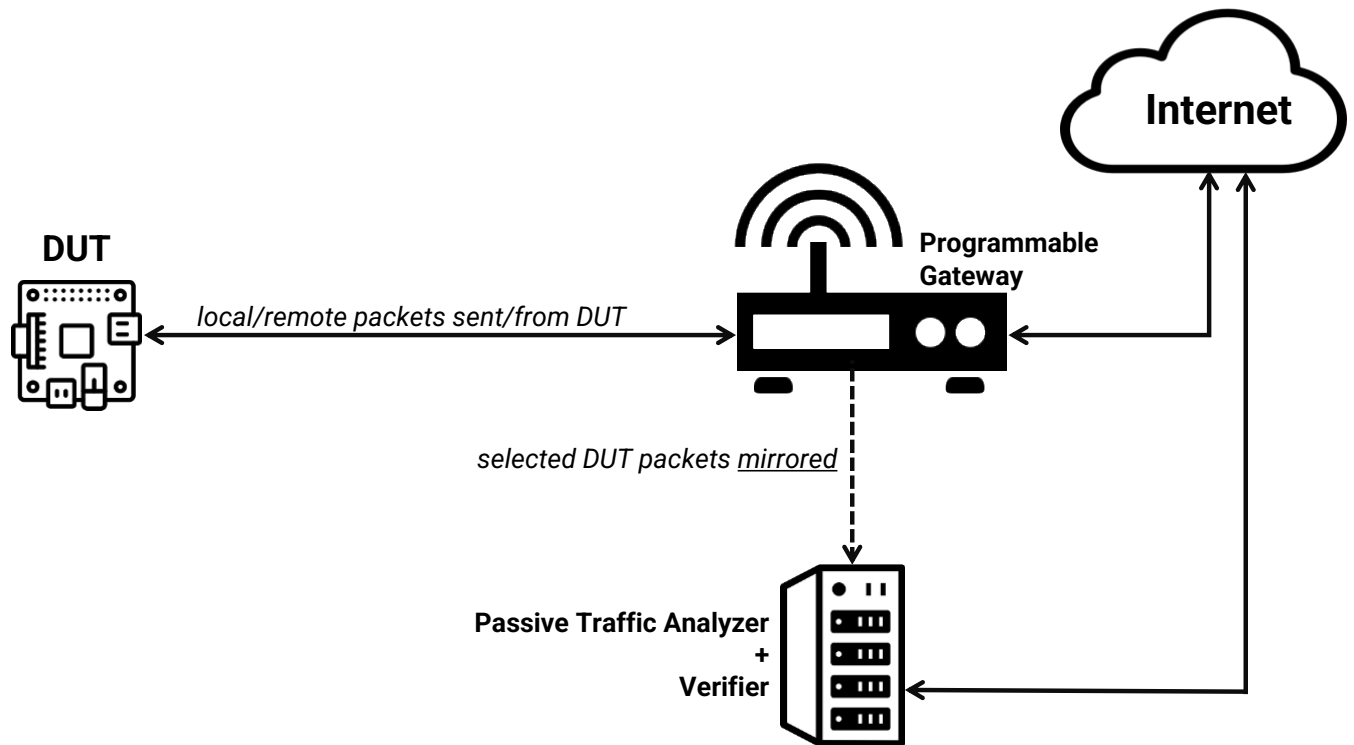 Internet
DUT
Programmable
Gateway
local/remote packets sent/from DUT
selected DUT packets mirrored
Passive Traffic Analyzer
+
Verifier